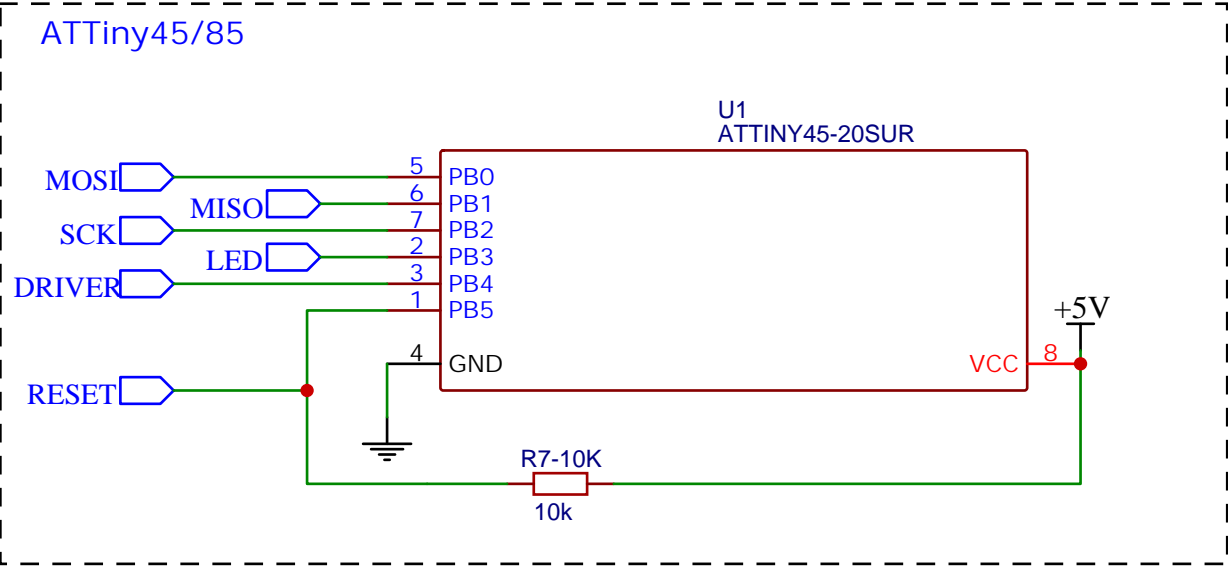 ATTiny45/85
U1
ATTINY45-20SUR
MOSI
5
PB0
MISO
6
PB1
SCK
7
PB2
LED
2
PB3
DRIVER
3
PB4
1
PB5
+5V
4
GND
VCC
8
RESET
R7-10K
10k